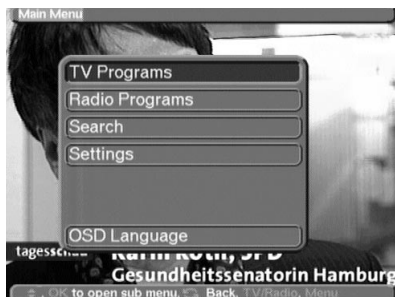 Main Menu
TV Programs
Radio Programs
Search
Settings
OSD Language
tagesschau
Karin Roth, SPD
Gesundheitssenatorin Hamburg
OK to open sub menu, Back, TV/Radio, Menu